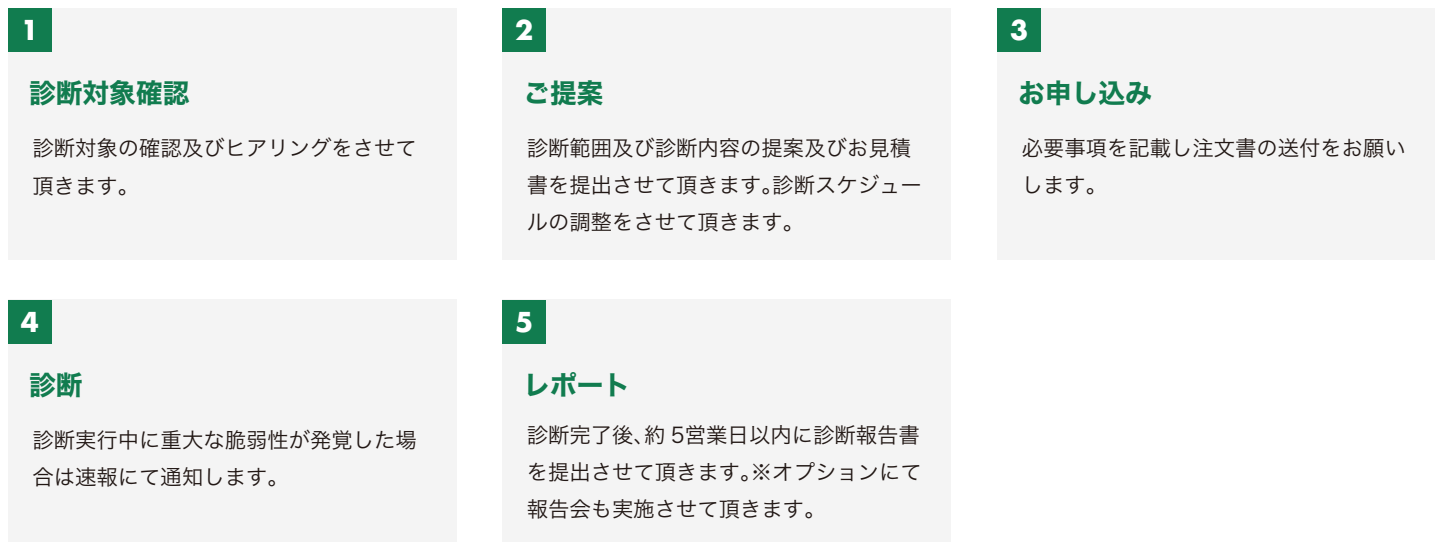 1
診断対象確認
診断対象の確認及びヒアリングをさせて
頂きます。
2
ご提案
診断範囲及び診断内容の提案及びお見積
書を提出させて頂きます。診断スケジュー
ルの調整をさせて頂きます。
3
お申し込み
必要事項を記載し注文書の送付をお願い
します。
4
診断
診断実行中に重大な脆弱性が発覚した場
合は速報にて通知します。
5
レポート
診断完了後、約 5営業日以内に診断報告書
を提出させて頂きます。※オプションにて
報告会も実施させて頂きます。